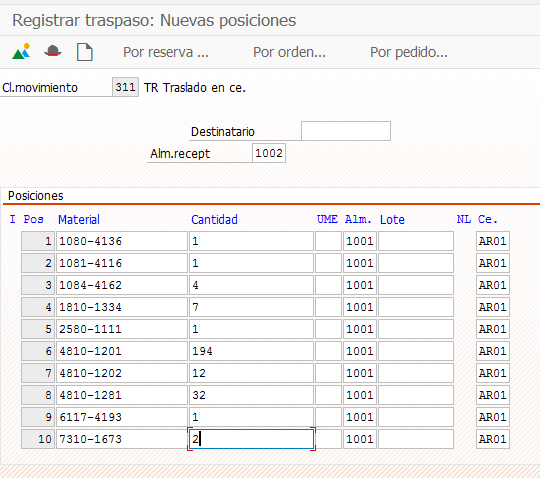 Registrar traspaso: Nuevas posiciones
Por reserva ... Por orden... Por pedido...
Cl.movimiento 311 TR Traslado en ce.
Destinatario
Alm.recept 1002
Posiciones
I Pos Material Cantidad UME Alm. Lote NL Ce.
1 1080-4136 1 1001 AR01
2 1081-4116 1 1001 AR01
3 1084-4162 4 1001 AR01
4 1810-1334 7 1001 AR01
5 2580-1111 1 1001 AR01
6 4810-1201 194 1001 AR01
7 4810-1202 12 1001 AR01
8 4810-1281 32 1001 AR01
9 6117-4193 1 1001 AR01
10 7310-1673 2 1001 AR01